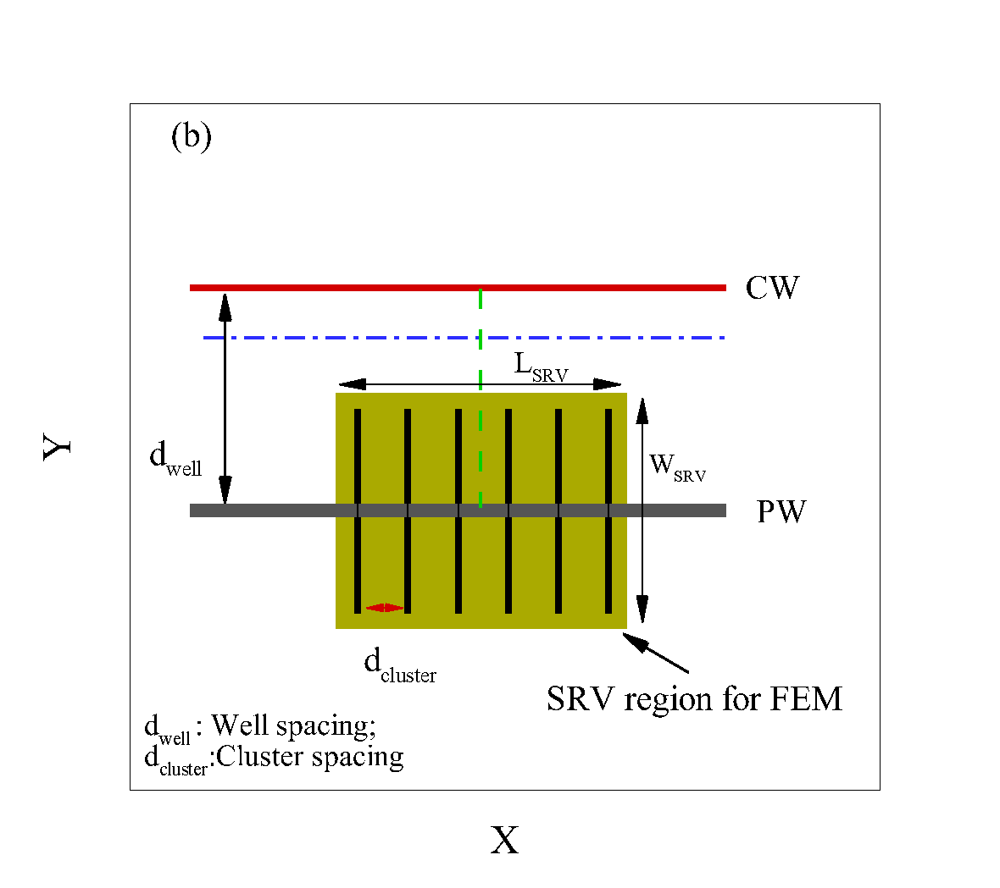 (b)
CW
L_SRV
Y
d_well
W_SRV
PW
d_cluster
SRV region for FEM
d_well : Well spacing;
d_cluster:Cluster spacing
X